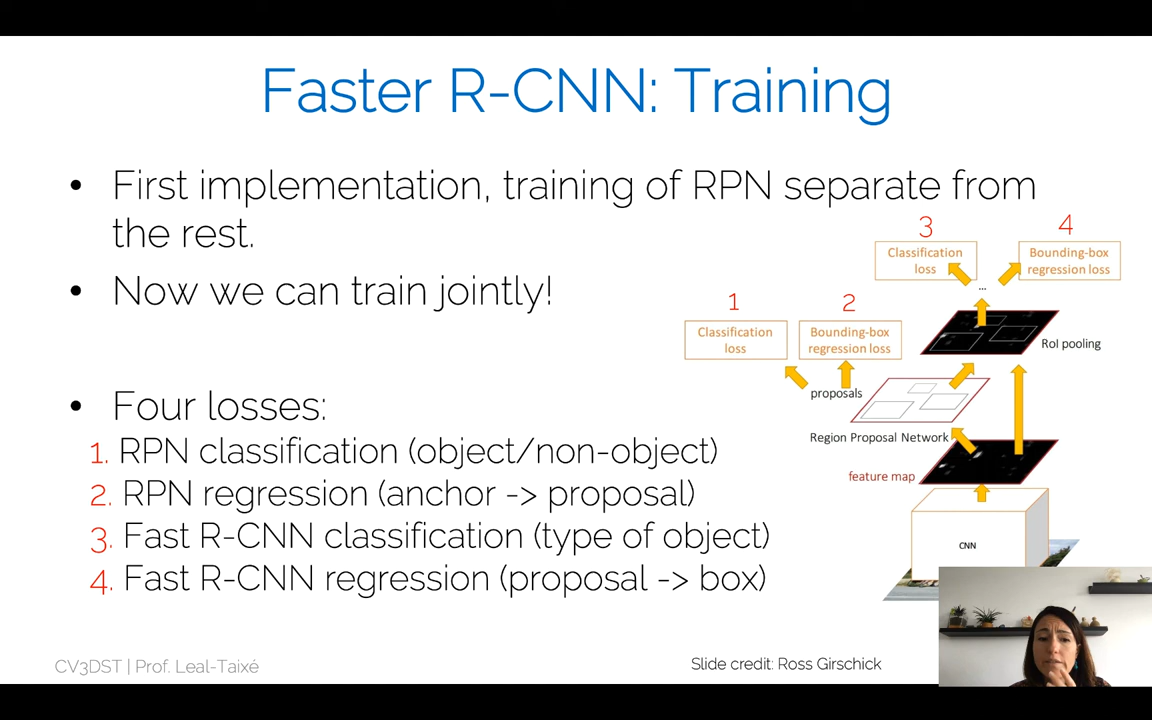 Faster R-CNN: Training
• First implementation, training of RPN separate from
the rest.
• Now we can train jointly!
• Four losses:
1. RPN classification (object/non-object)
2. RPN regression (anchor -> proposal)
3. Fast R-CNN classification (type of object)
4. Fast R-CNN regression (proposal -> box)
3
4
Classification
loss
Bounding-box
regression loss
...
1
2
Classification
loss
Bounding-box
regression loss
RoI pooling
proposals
Region Proposal Network
feature map
CNN
CV3DST | Prof. Leal-Taixé
Slide credit: Ross Girschick